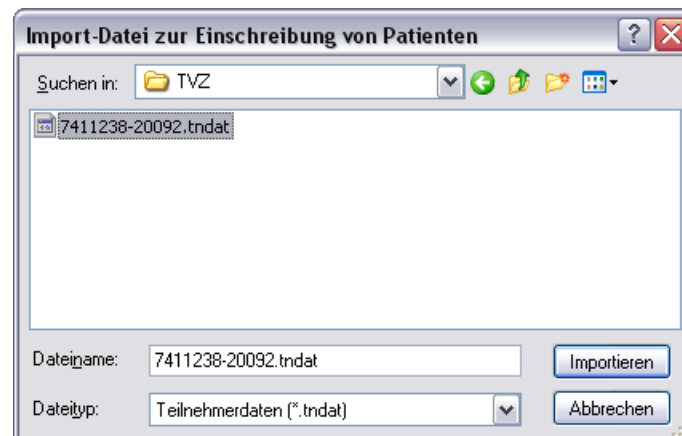 Import-Datei zur Einschreibung von Patienten
Suchen in: TVZ
7411238-20092.tndat
Dateiname: 7411238-20092.tndat Importieren
Dateityp: Teilnehmerdaten (*.tndat) Abbrechen